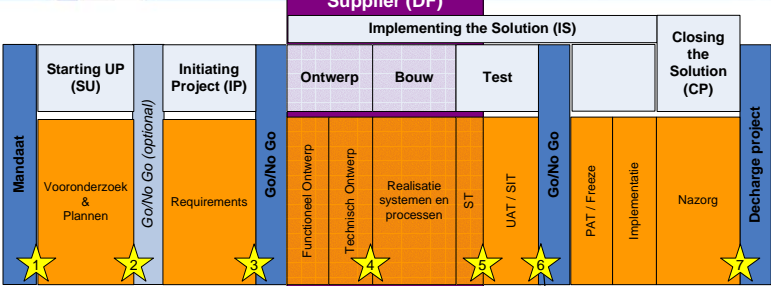 Supplier (DF)
Implementing the Solution (IS)
Closing
the
Solution
(CP)
Starting UP
(SU)
Initiating
Project (IP)
Ontwerp
Bouw
Test
Mandaat
Vooronderzoek
&
Plannen
Go/No Go (optional)
Requirements
Go/No Go
Functioneel Ontwerp
Technisch Ontwerp
Realisatie
systemen en
processen
ST
UAT / SIT
Go/No Go
PAT / Freeze
Implementatie
Nazorg
Decharge project
1
2
3
4
5
6
7